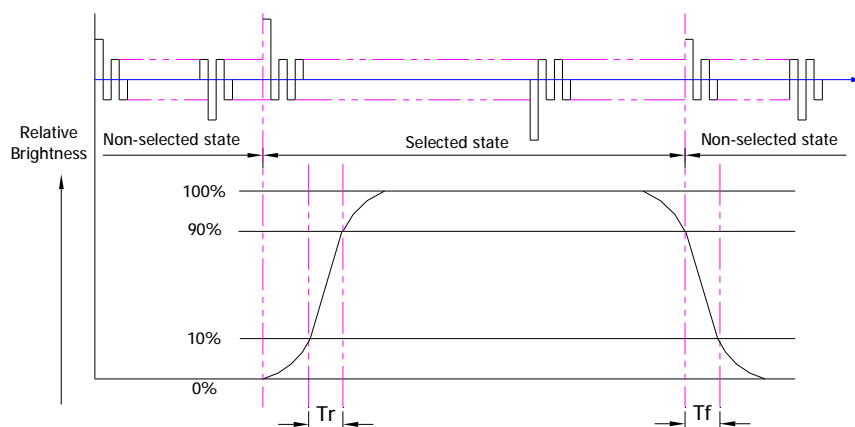 Relative
Brightness
Non-selected state
Selected state
Non-selected state
100%
90%
10%
0%
Tr
Tf